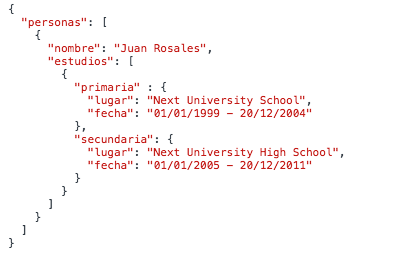 {
  "personas": [
    {
      "nombre": "Juan Rosales",
      "estudios": [
        {
          "primaria" : {
            "lugar": "Next University School",
            "fecha": "01/01/1999 – 20/12/2004"
          },
          "secundaria": {
            "lugar": "Next University High School",
            "fecha": "01/01/2005 – 20/12/2011"
          }
        }
      ]
    }
  ]
}